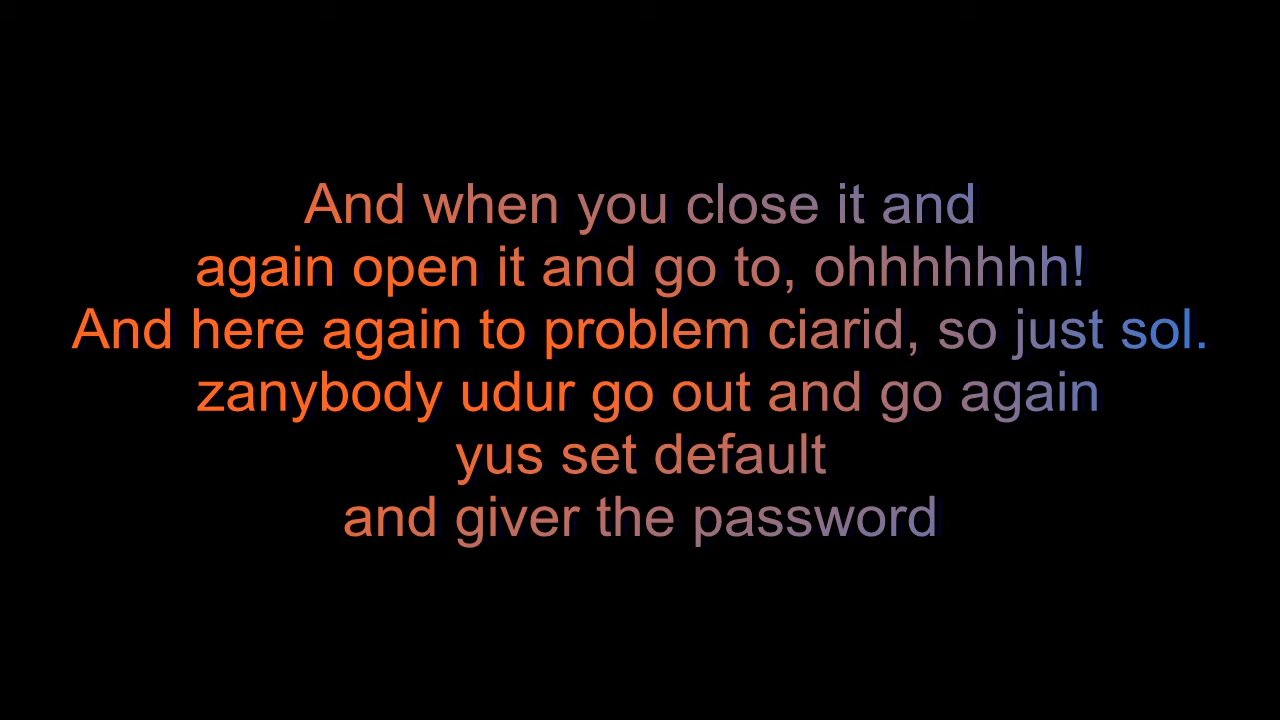 And when you close it and
again open it and go to, ohhhhhhh!
And here again to problem ciarid, so just sol.
zanybody udur go out and go again
yus set default
and giver the password